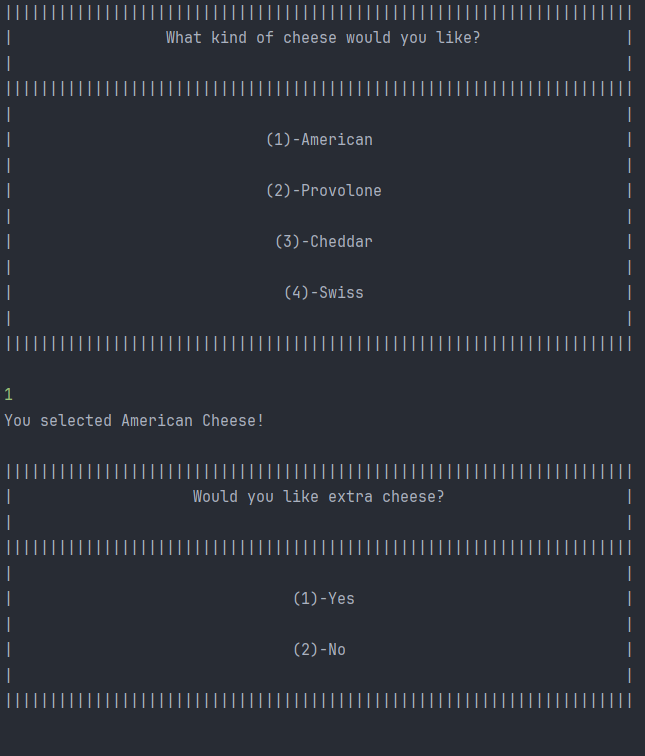 ||||||||||||||||||||||||||||||||||||||||||||||||||||||||||||||||||||||
|                 What kind of cheese would you like?                |
|                                                                    |
||||||||||||||||||||||||||||||||||||||||||||||||||||||||||||||||||||||
|                                                                    |
|                            (1)-American                            |
|                                                                    |
|                            (2)-Provolone                           |
|                                                                    |
|                             (3)-Cheddar                            |
|                                                                    |
|                              (4)-Swiss                             |
|                                                                    |
||||||||||||||||||||||||||||||||||||||||||||||||||||||||||||||||||||||

1
You selected American Cheese!

||||||||||||||||||||||||||||||||||||||||||||||||||||||||||||||||||||||
|                    Would you like extra cheese?                    |
|                                                                    |
||||||||||||||||||||||||||||||||||||||||||||||||||||||||||||||||||||||
|                                                                    |
|                               (1)-Yes                              |
|                                                                    |
|                               (2)-No                               |
|                                                                    |
||||||||||||||||||||||||||||||||||||||||||||||||||||||||||||||||||||||